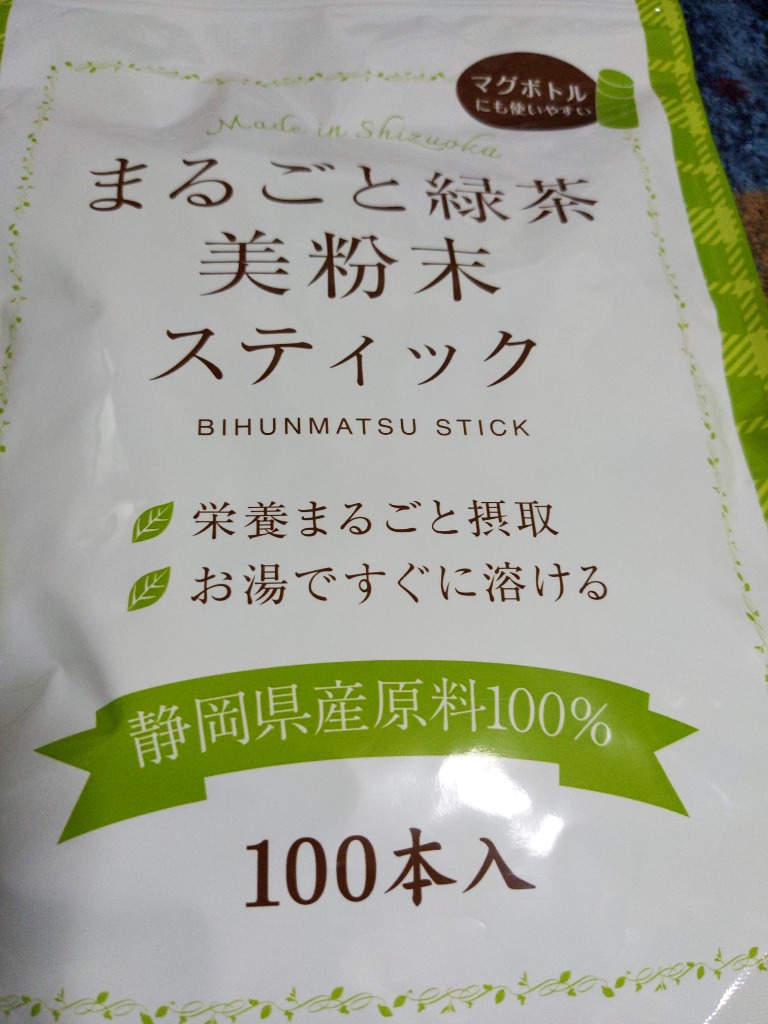 マグボトル
にも使いやすい
Made in Shizuoka
まるごと緑茶
美粉末
スティック
BIHUNMATSU STICK
栄養まるごと摂取
お湯ですぐに溶ける
静岡県産原料100%
100本入